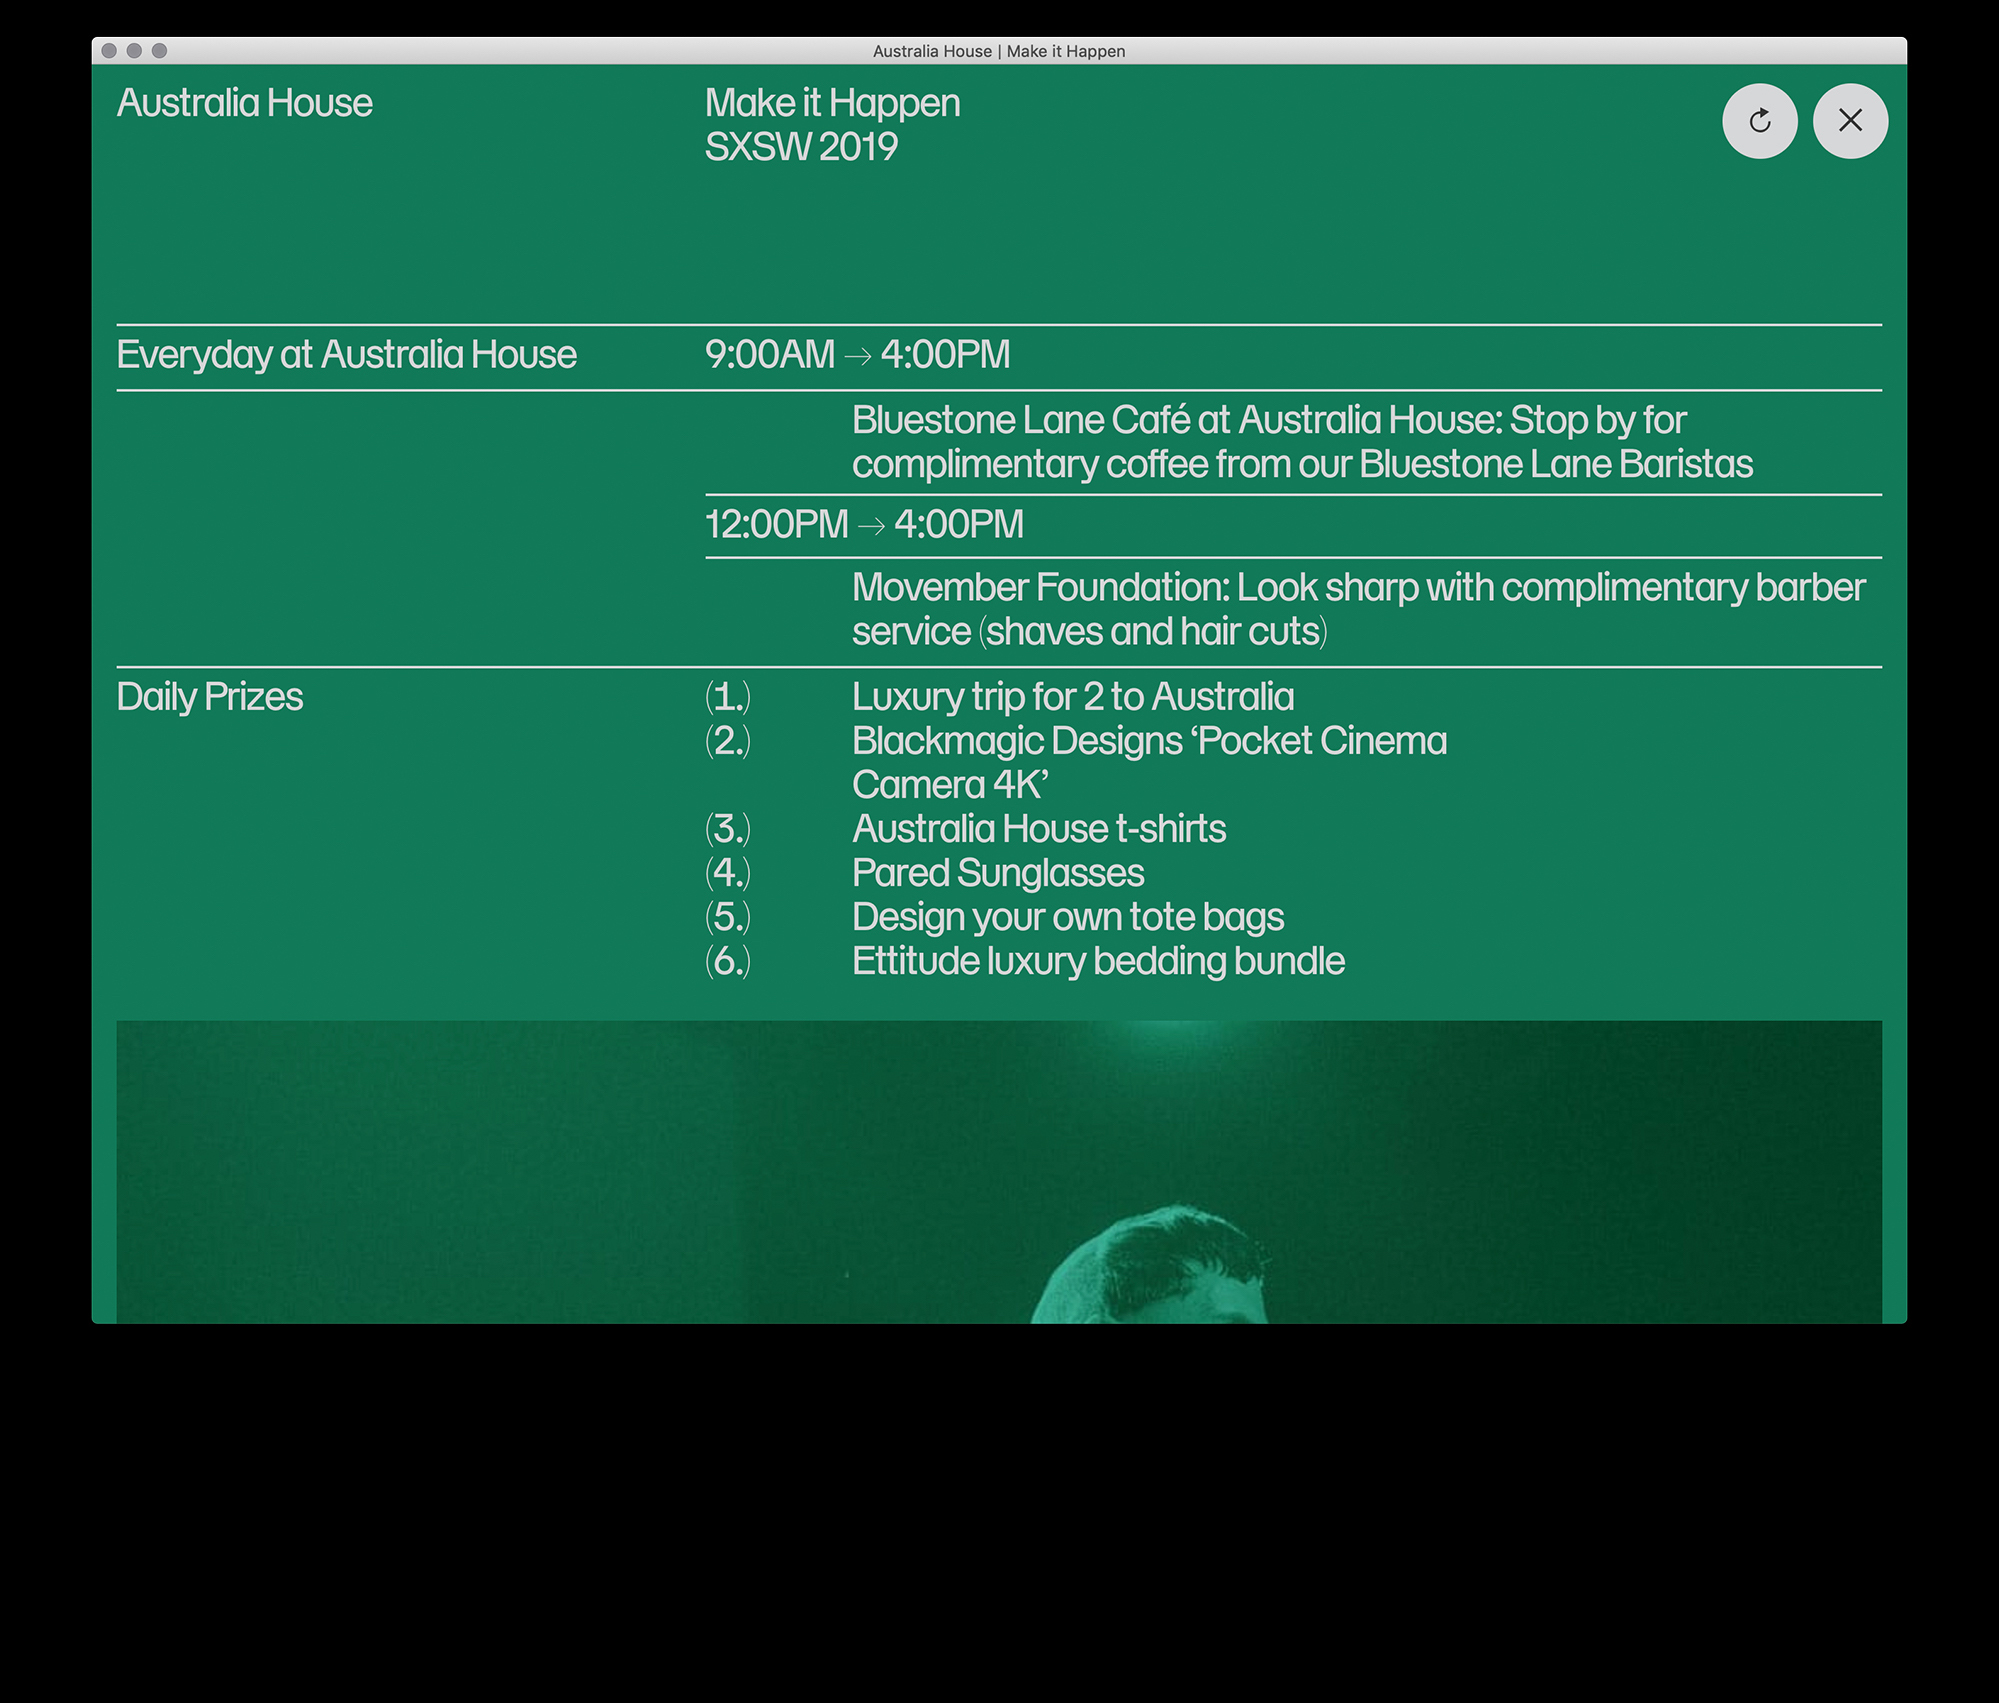 Australia House | Make it Happen
Australia House
Make it Happen
SXSW 2019
Everyday at Australia House
9:00AM → 4:00PM
Bluestone Lane Café at Australia House: Stop by for
complimentary coffee from our Bluestone Lane Baristas
12:00PM → 4:00PM
Movember Foundation: Look sharp with complimentary barber
service (shaves and hair cuts)
Daily Prizes
(1.) Luxury trip for 2 to Australia
(2.) Blackmagic Designs ‘Pocket Cinema
Camera 4K’
(3.) Australia House t-shirts
(4.) Pared Sunglasses
(5.) Design your own tote bags
(6.) Ettitude luxury bedding bundle